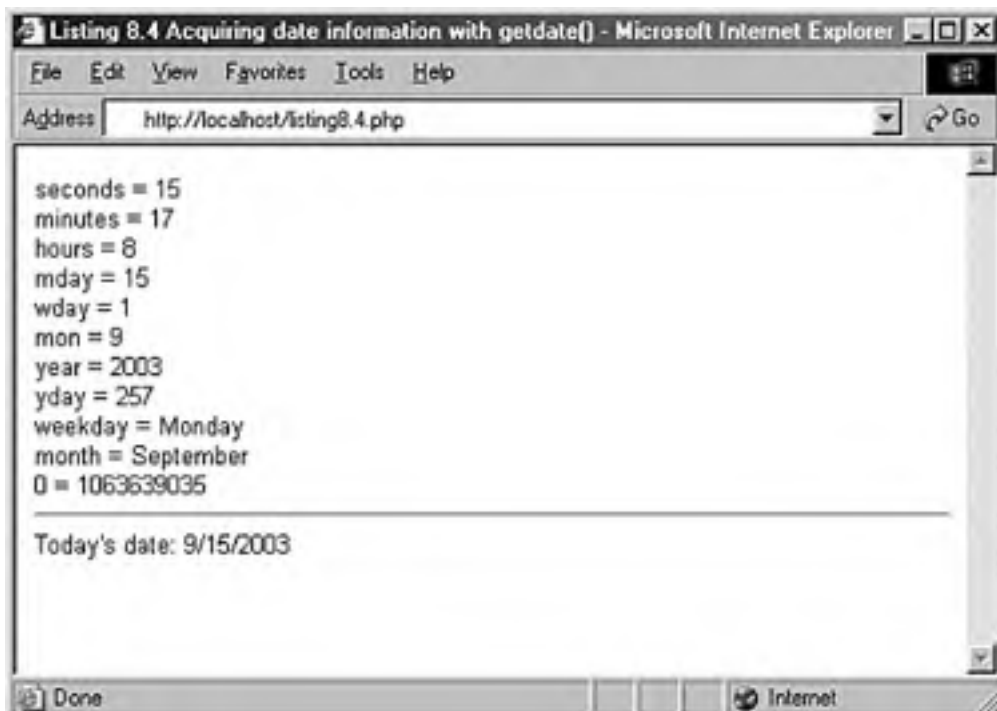 Listing 8.4 Acquiring date information with getdate() - Microsoft Internet Explorer
File Edit View Favorites Tools Help
Address http://localhost/listing8.4.php Go
seconds = 15
minutes = 17
hours = 8
mday = 15
wday = 1
mon = 9
year = 2003
yday = 257
weekday = Monday
month = September
0 = 1063639035
Today's date: 9/15/2003
Done Internet